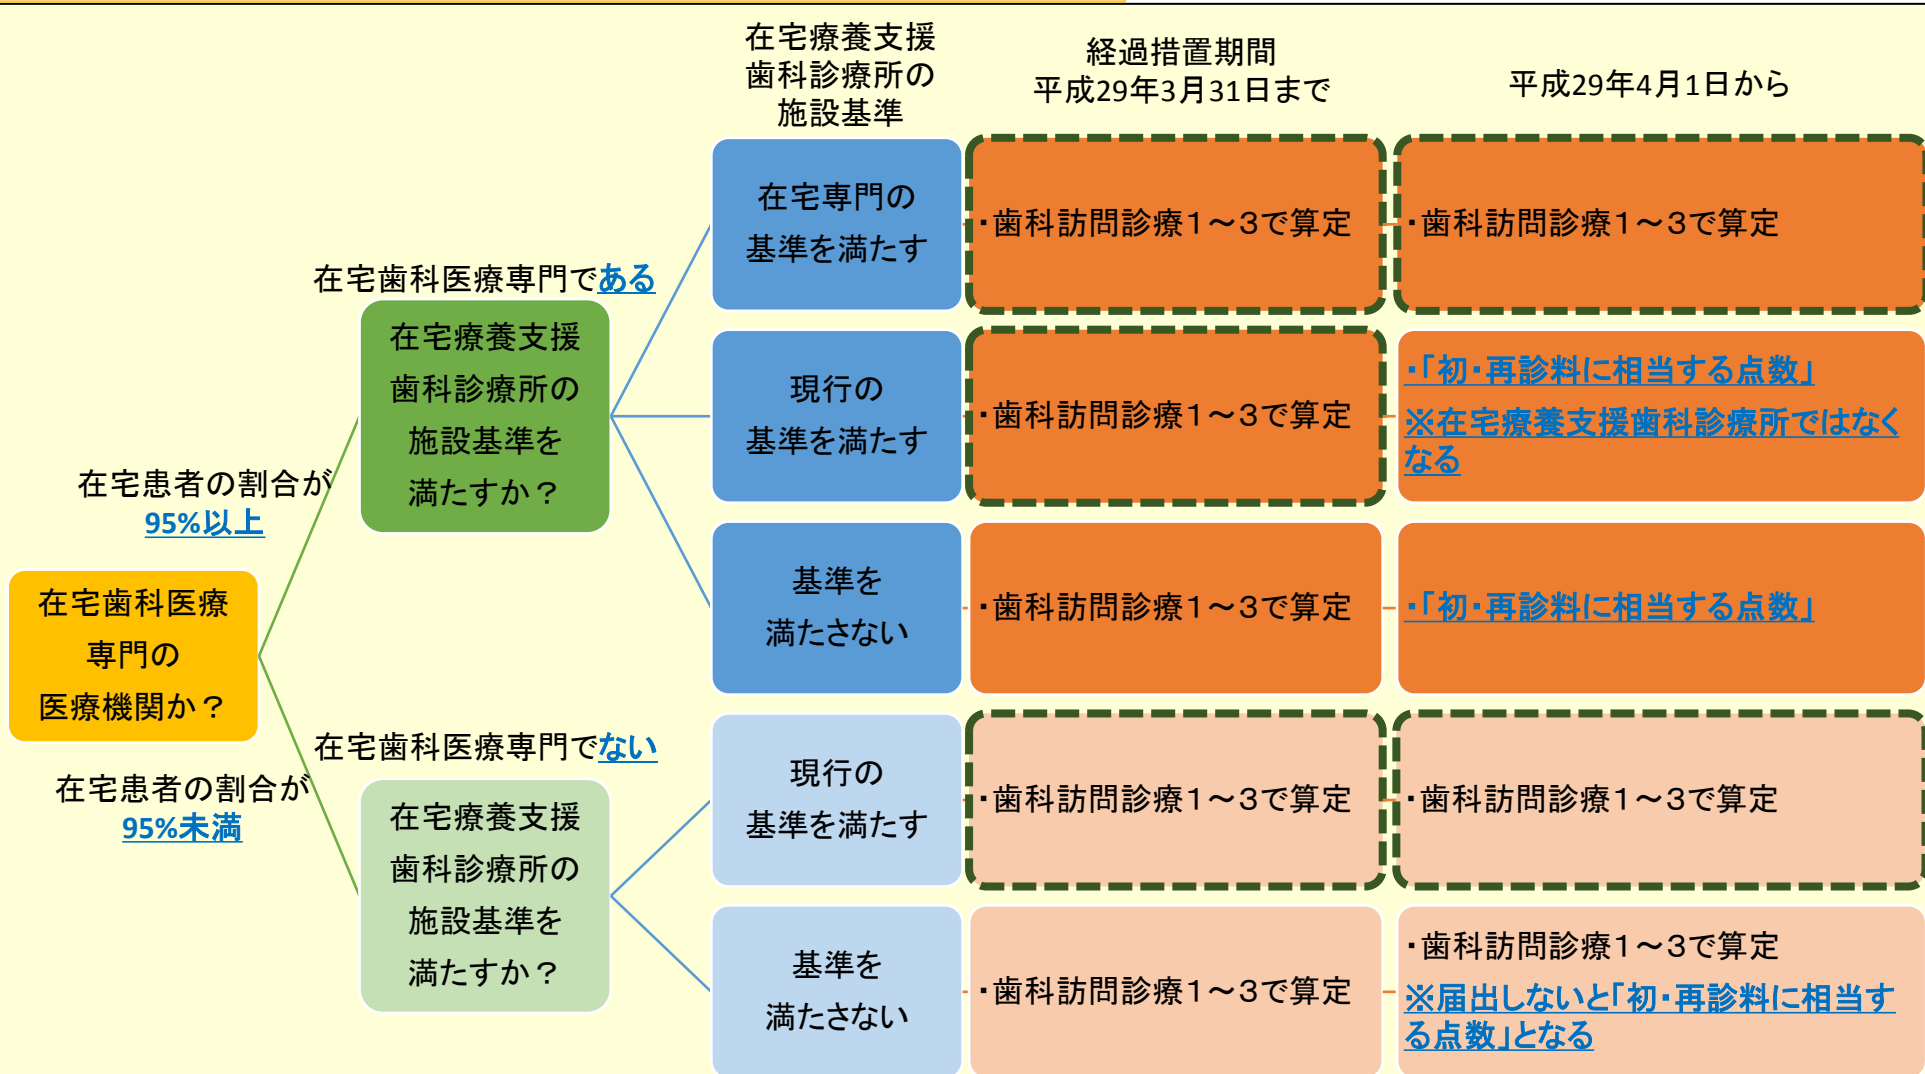 在宅療養支援
歯科診療所の
施設基準
経過措置期間
平成29年3月31日まで
平成29年4月1日から
在宅患者の割合が
95%以上
在宅歯科医療
専門の
医療機関か？
在宅患者の割合が
95%未満
在宅歯科医療専門である
在宅療養支援
歯科診療所の
施設基準を
満たすか？
在宅専門の
基準を満たす
・歯科訪問診療１～３で算定
・歯科訪問診療１～３で算定
現行の
基準を満たす
・歯科訪問診療１～３で算定
・「初・再診料に相当する点数」
※在宅療養支援歯科診療所ではなく
なる
基準を
満たさない
・歯科訪問診療１～３で算定
・「初・再診料に相当する点数」
在宅歯科医療専門でない
在宅療養支援
歯科診療所の
施設基準を
満たすか？
現行の
基準を満たす
・歯科訪問診療１～３で算定
・歯科訪問診療１～３で算定
基準を
満たさない
・歯科訪問診療１～３で算定
・歯科訪問診療１～３で算定
※届出しないと「初・再診料に相当す
る点数」となる